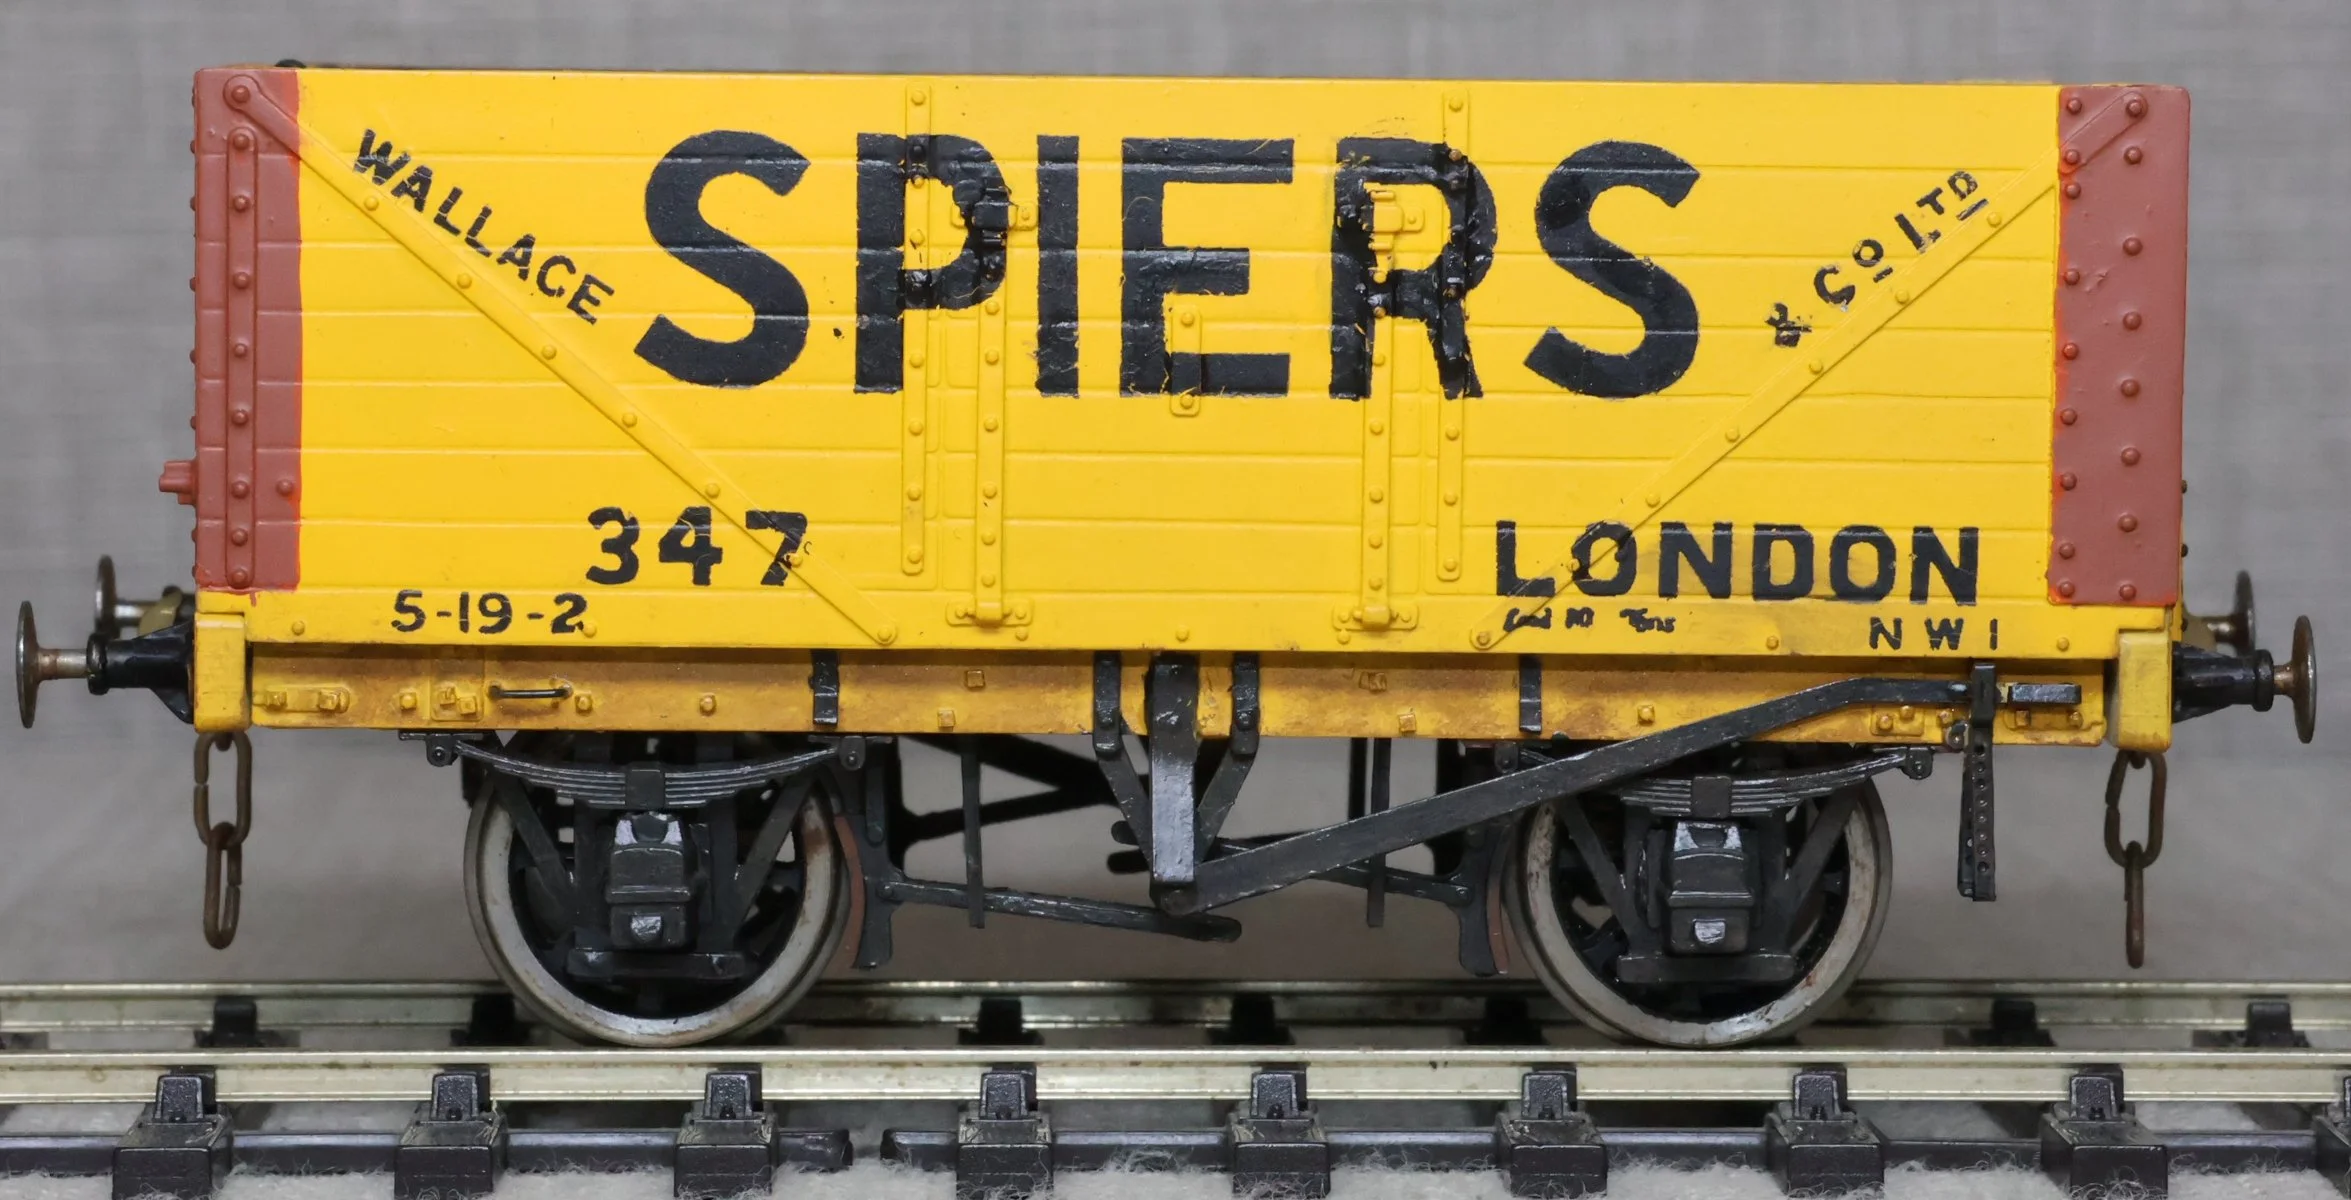 WALLACE
SPIERS
& Co LTD
347
LONDON
5-19-2
NW1